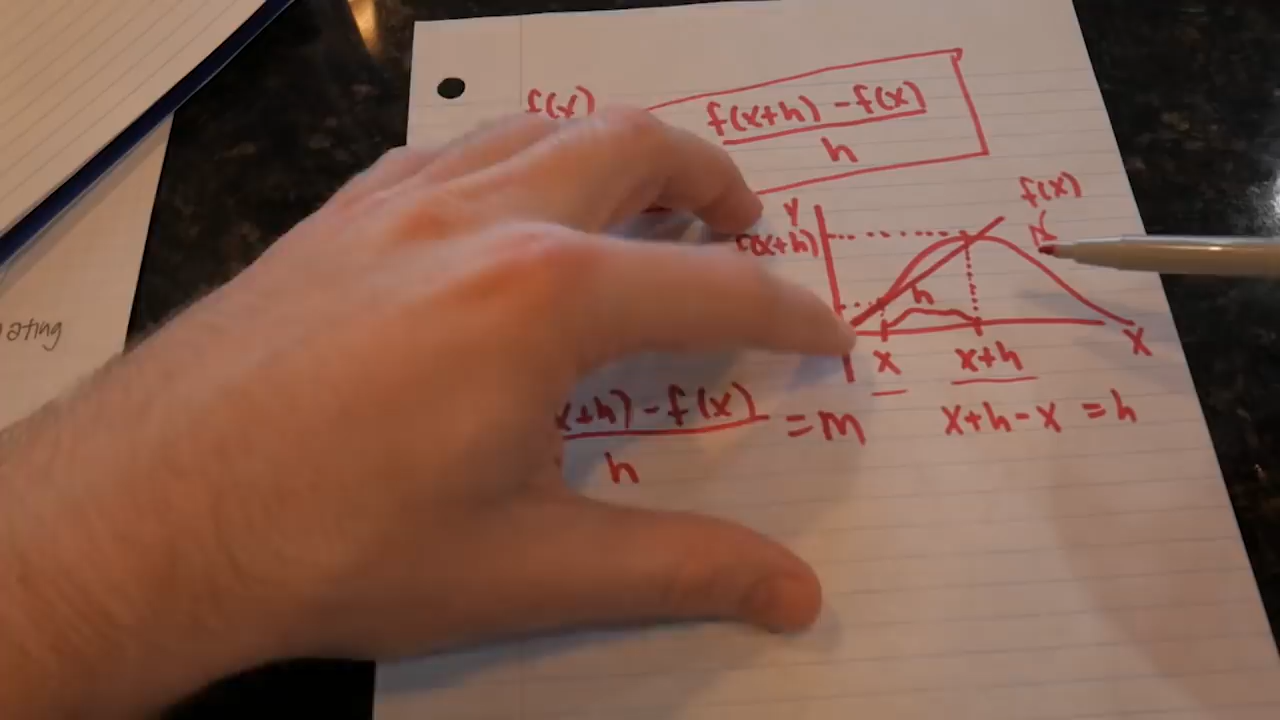 f(x)
f(x+h) - f(x)
h
f(x)
y
f(x+h)
h
x
x+h
x
x+h) - f(x)
h
= m
x+h-x = h
ating